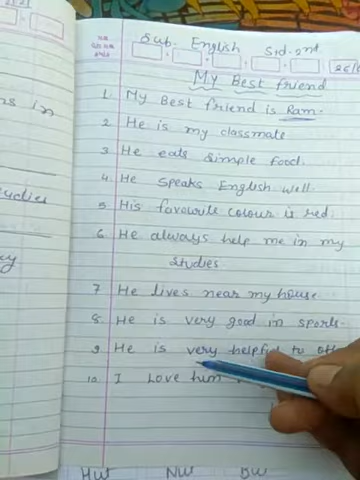 Sub. English Std-2nd
My Best friend
1. My Best friend is Ram.
2 He is my classmate
3 He eats simple food.
4. He speaks English well.
5 His favourite colour is red.
6 He always help me in my
studies
7 He lives near my house.
8. He is very good in sports.
9 He is very helpful to
10 I Love him
HW NW BW